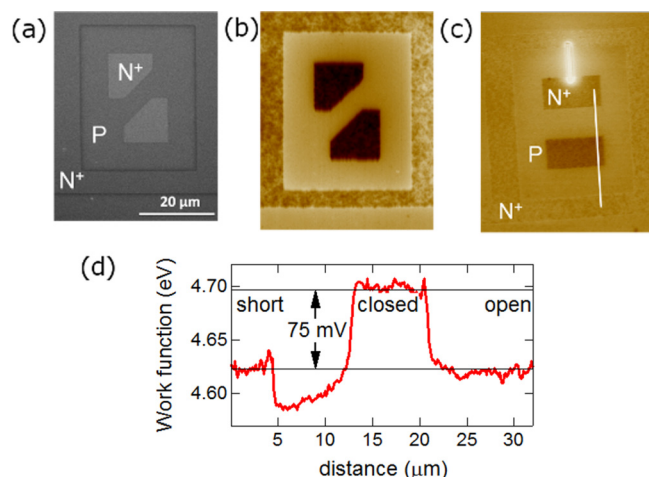 (a)
N⁺
P
N⁺
20 µm
(b)
(c)
N⁺
P
N⁺
(d)
Work function (eV)
4.70
4.65
4.60
short
closed
open
75 mV
5
10
15
20
25
30
distance (µm)